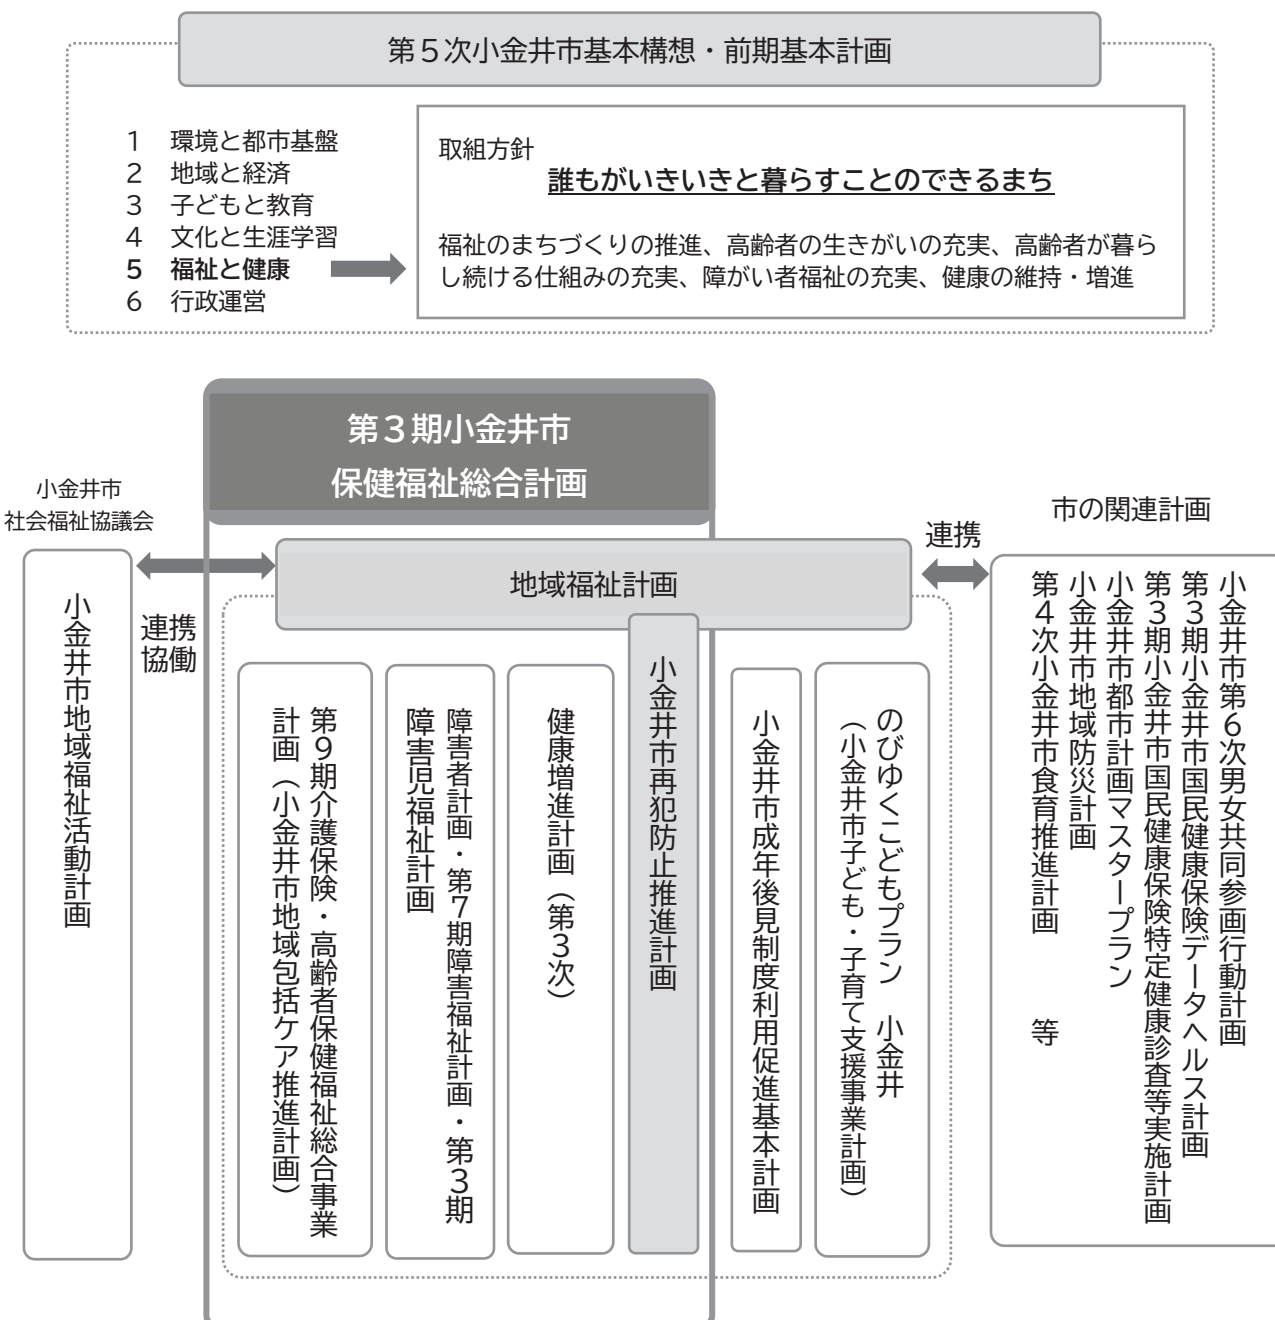 第５次小金井市基本構想・前期基本計画
１　環境と都市基盤
２　地域と経済
３　子どもと教育
４　文化と生涯学習
５　福祉と健康
６　行政運営
取組方針
誰もがいきいきと暮らすことのできるまち
福祉のまちづくりの推進、高齢者の生きがいの充実、高齢者が暮ら
し続ける仕組みの充実、障がい者福祉の充実、健康の維持・増進
第３期小金井市
保健福祉総合計画
小金井市
社会福祉協議会
小金井市地域福祉活動計画
連携
協働
地域福祉計画
第９期介護保険・高齢者保健福祉総合事業
計画（小金井市地域包括ケア推進計画）
障害者計画・第７期障害福祉計画・第３期
障害児福祉計画
健康増進計画（第３次）
小金井市再犯防止推進計画
小金井市成年後見制度利用促進基本計画
のびゆくこどもプラン　小金井
（小金井市子ども・子育て支援事業計画）
連携
市の関連計画
小金井市第６次男女共同参画行動計画
第３期小金井市国民健康保険データヘルス計画
第３期小金井市国民健康保険特定健康診査等実施計画
小金井市都市計画マスタープラン
小金井市地域防災計画
第４次小金井市食育推進計画　　等